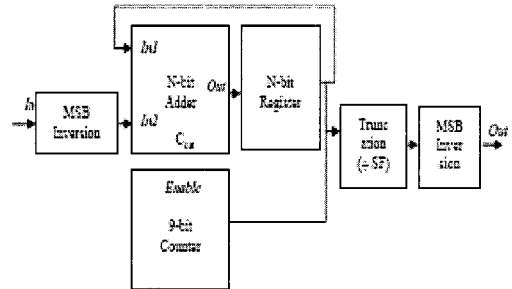 In
MSB
Inversion
In1
In2
N-bit
Adder
Out
N-bit
Register
Enable
9-bit
Counter
Trunc
ation
MSB
Inver
sion
Out